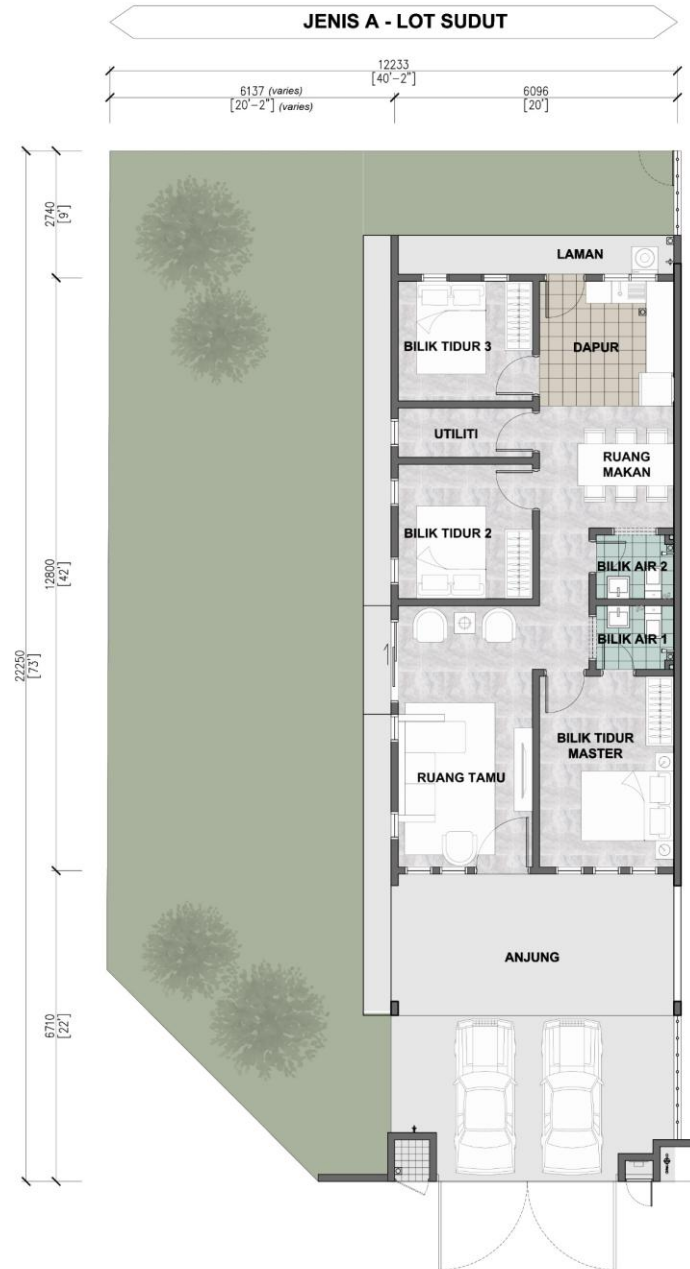 JENIS A - LOT SUDUT
12233
[40'-2"]
6137 (varies)
[20'-2"] (varies)
6096
[20']
2740
[9']
LAMAN
BILIK TIDUR 3
DAPUR
UTILITI
RUANG
MAKAN
BILIK TIDUR 2
BILIK AIR 2
12800
[42']
BILIK AIR 1
22250
[73']
BILIK TIDUR
MASTER
RUANG TAMU
ANJUNG
6710
[22']